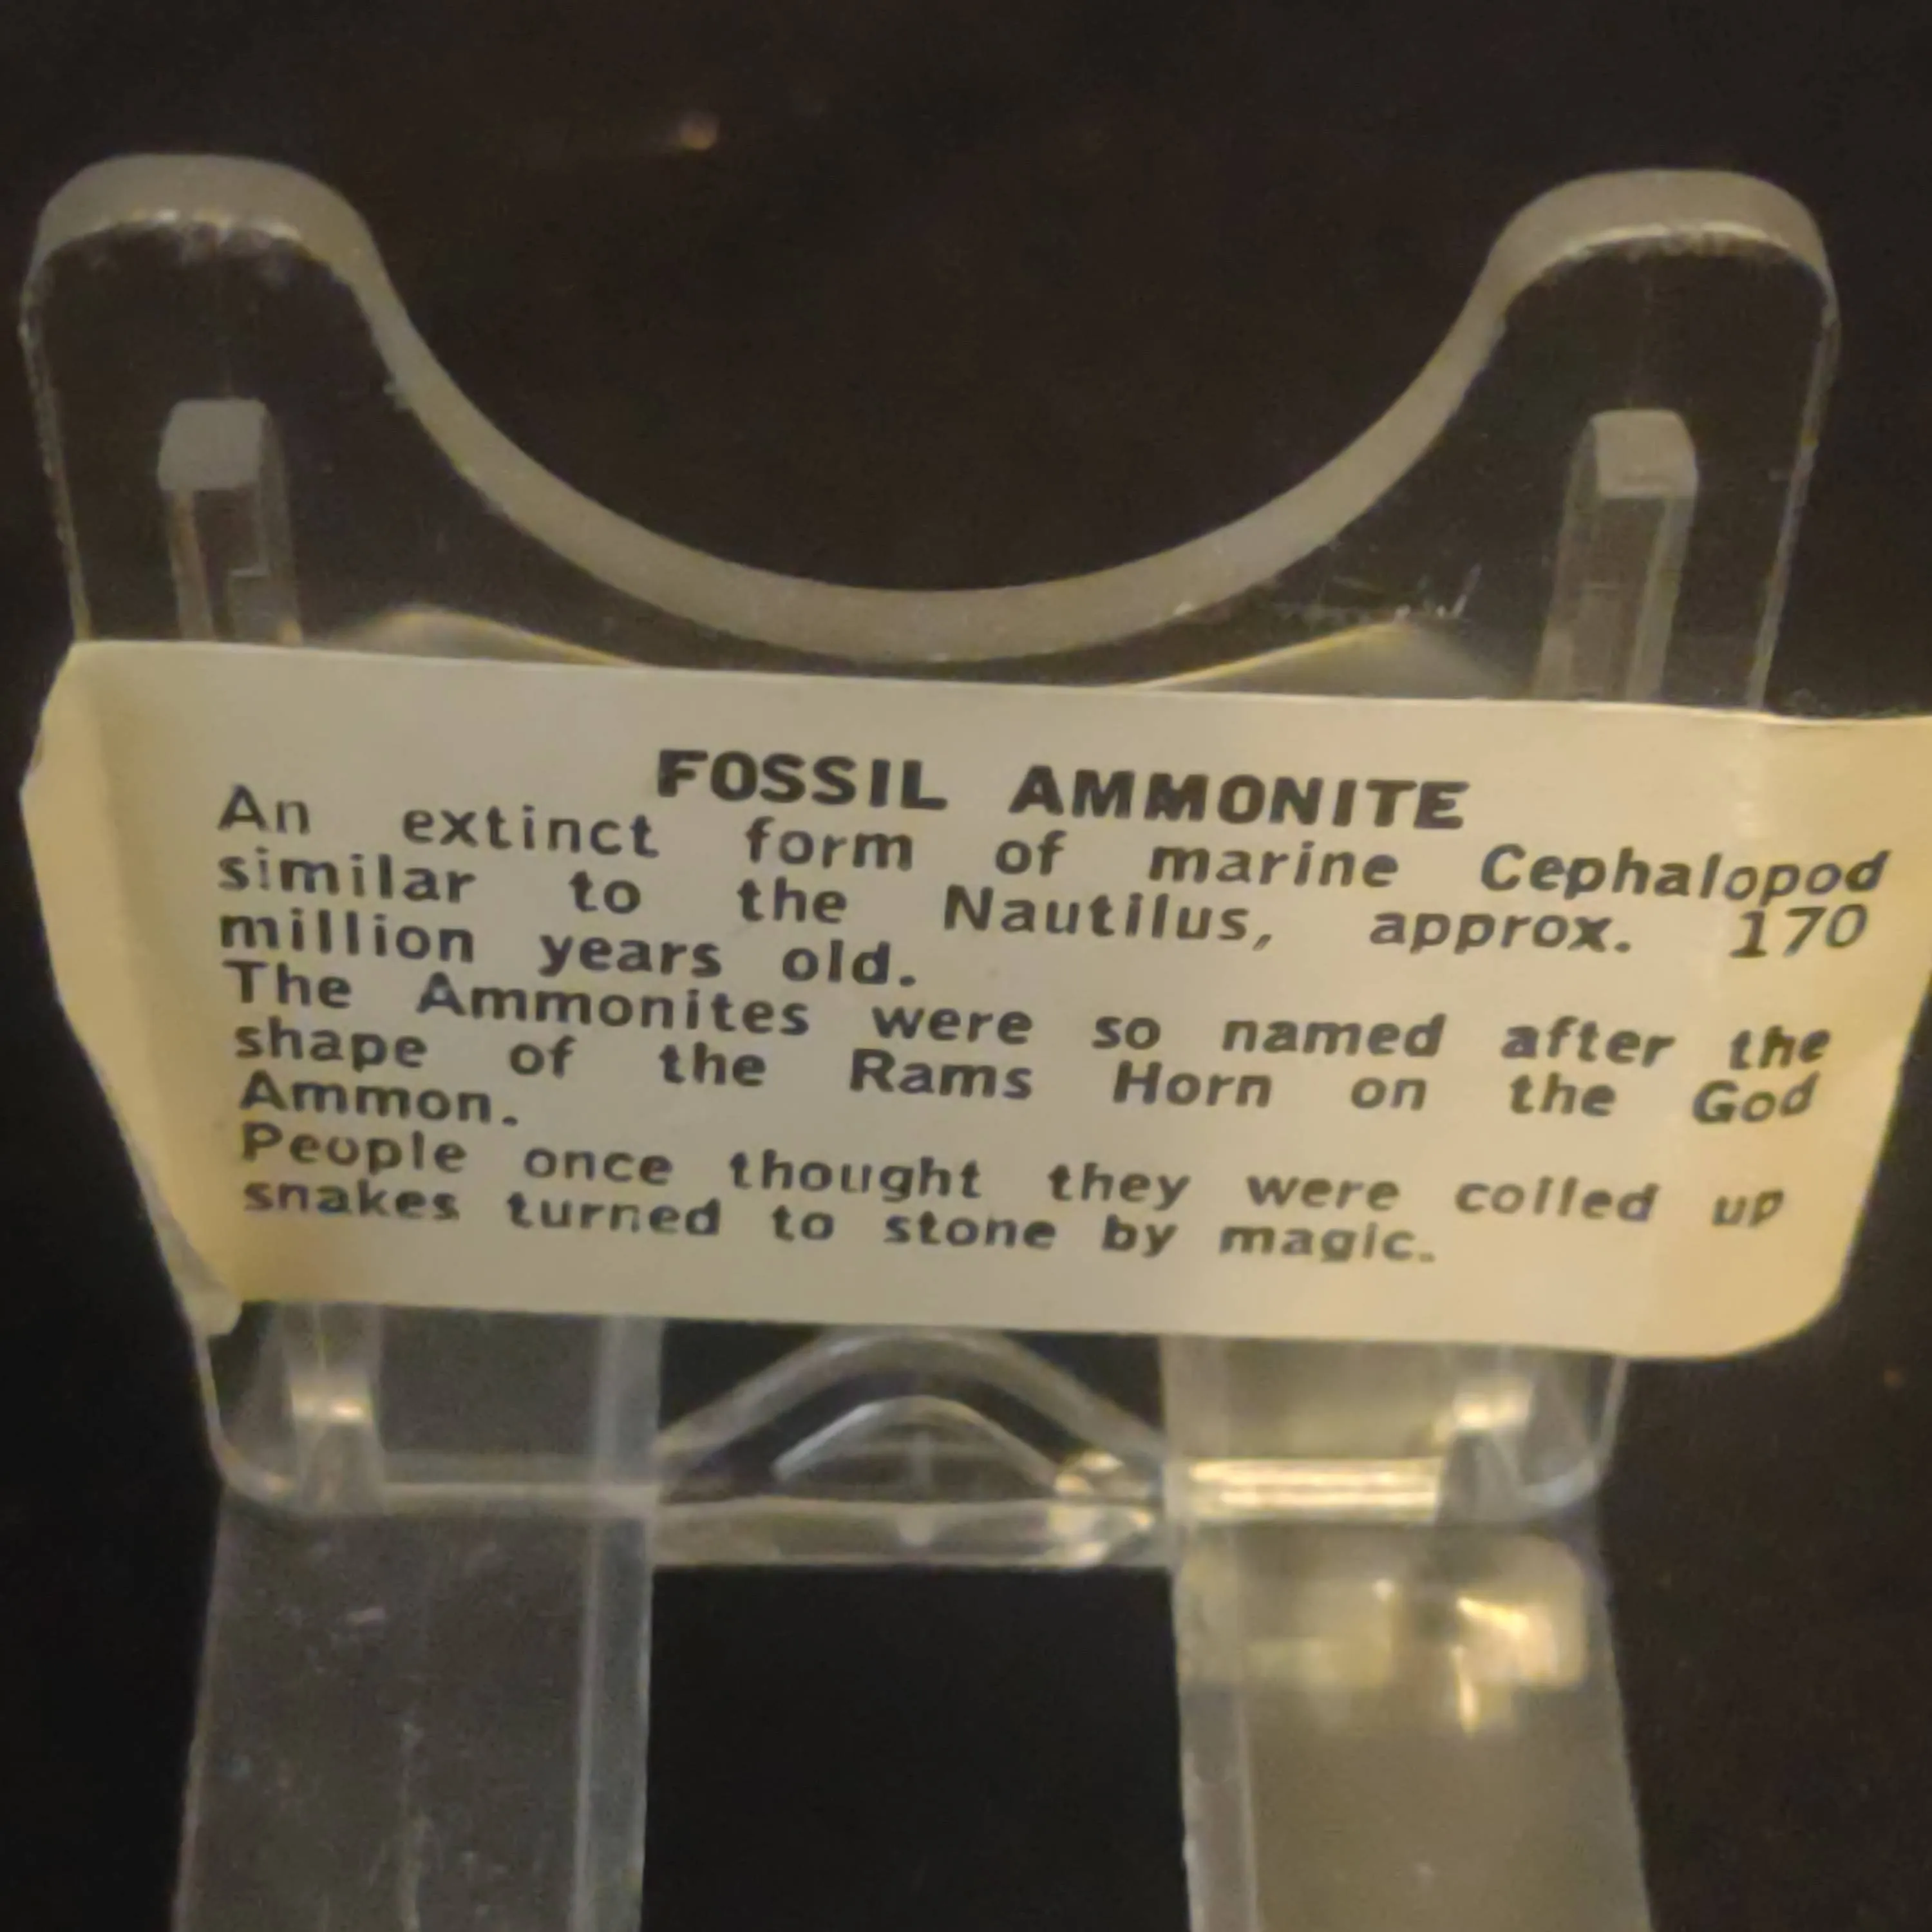 FOSSIL AMMONITE
An extinct form of marine Cephalopod
similar to the Nautilus, approx. 170
million years old.
The Ammonites were so named after the
shape of the Rams Horn on the God
Ammon.
People once thought they were coiled up
snakes turned to stone by magic.